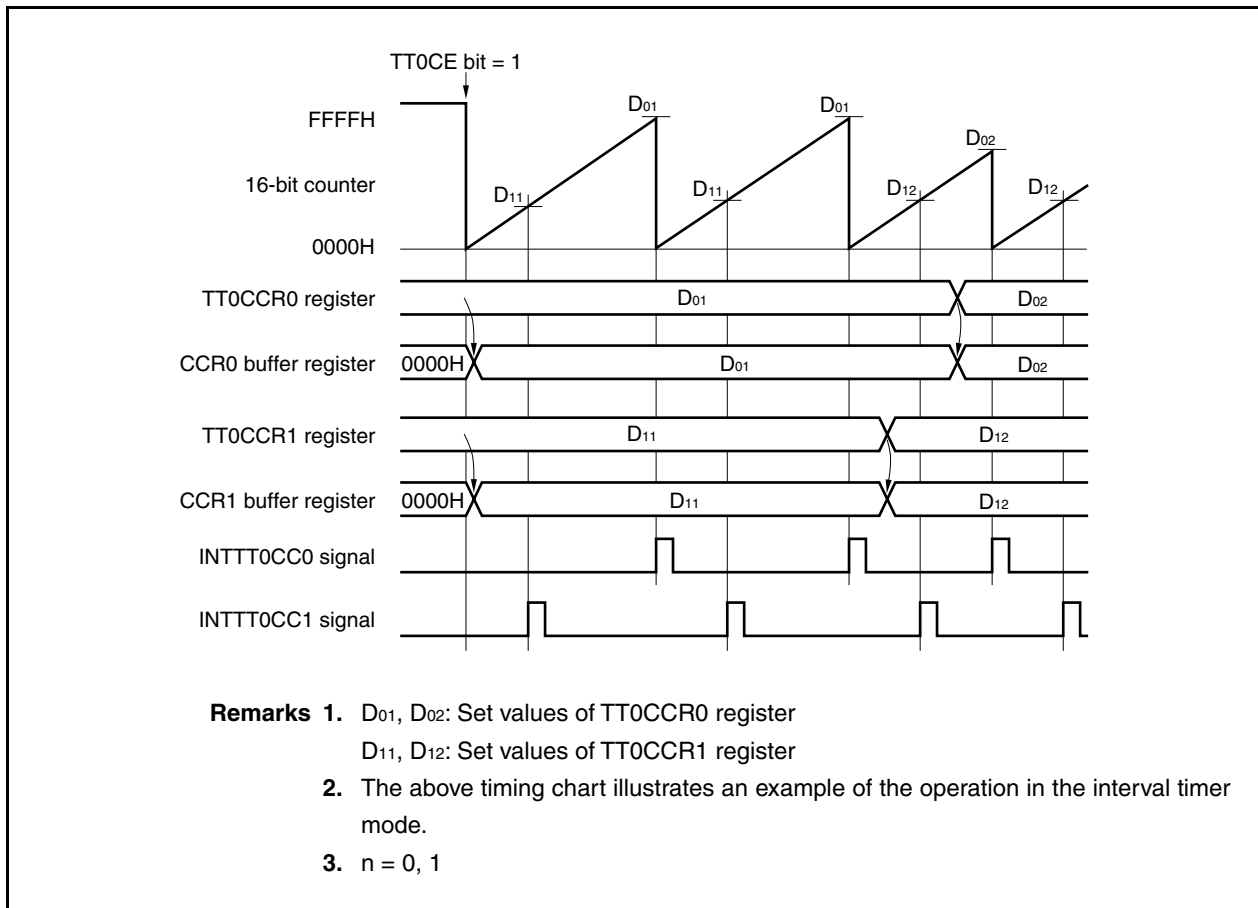 TT0CE bit = 1
D01 D01
FFFFH
D02
16-bit counter
D11 D11 D12 D12
0000H
TT0CCR0 register D01 D02
CCR0 buffer register 0000H D01 D02
TT0CCR1 register D11 D12
CCR1 buffer register 0000H D11 D12
INTTT0CC0 signal
INTTT0CC1 signal
Remarks 1. D01, D02: Set values of TT0CCR0 register
D11, D12: Set values of TT0CCR1 register
2. The above timing chart illustrates an example of the operation in the interval timer
mode.
3. n = 0, 1